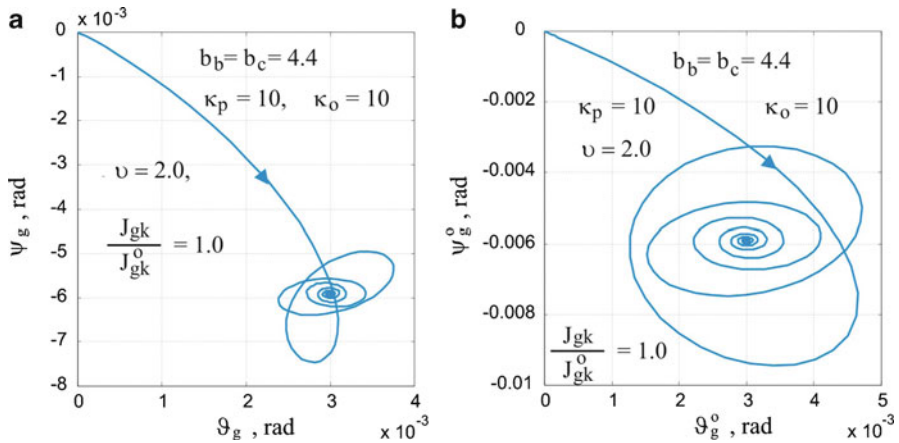 a
× 10⁻³
0
-1
-2
-3
-4
-5
-6
-7
-8
ψ_g , rad
b_b = b_c = 4.4
κ_p = 10, κ_o = 10
υ = 2.0,
J_gk / J_gk^o = 1.0
0 1 2 3 4
ϑ_g , rad × 10⁻³
b
0
-0.002
-0.004
-0.006
-0.008
-0.01
ψ_g^o , rad
b_b = b_c = 4.4
κ_p = 10 κ_o = 10
υ = 2.0
J_gk / J_gk^o = 1.0
0 1 2 3 4 5
ϑ_g^o , rad × 10⁻³